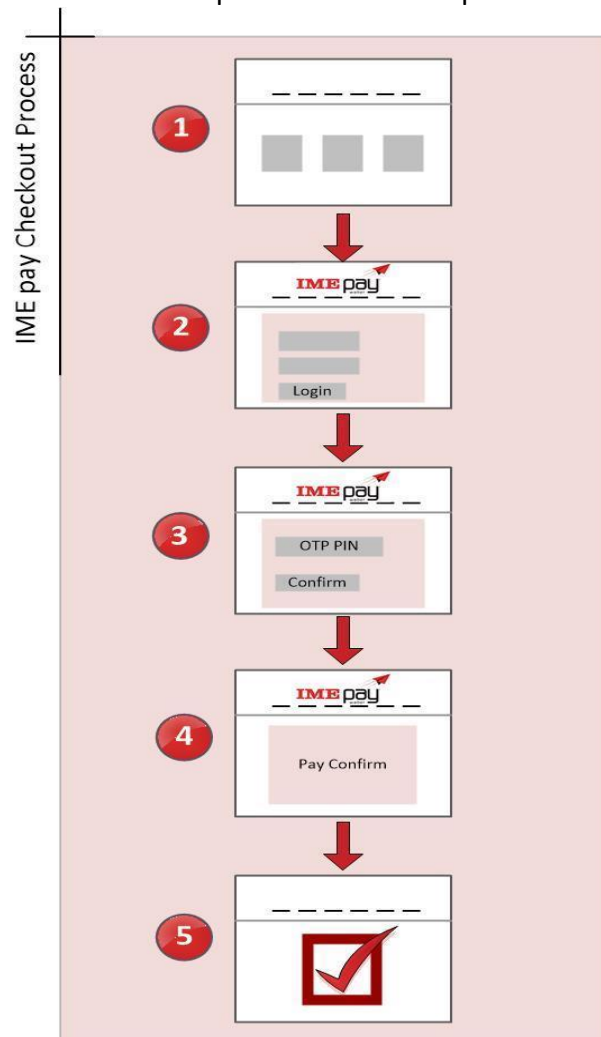 IME pay Checkout Process
1
IME pay
2
Login
IME pay
3
OTP PIN
Confirm
IME pay
4
Pay Confirm
5